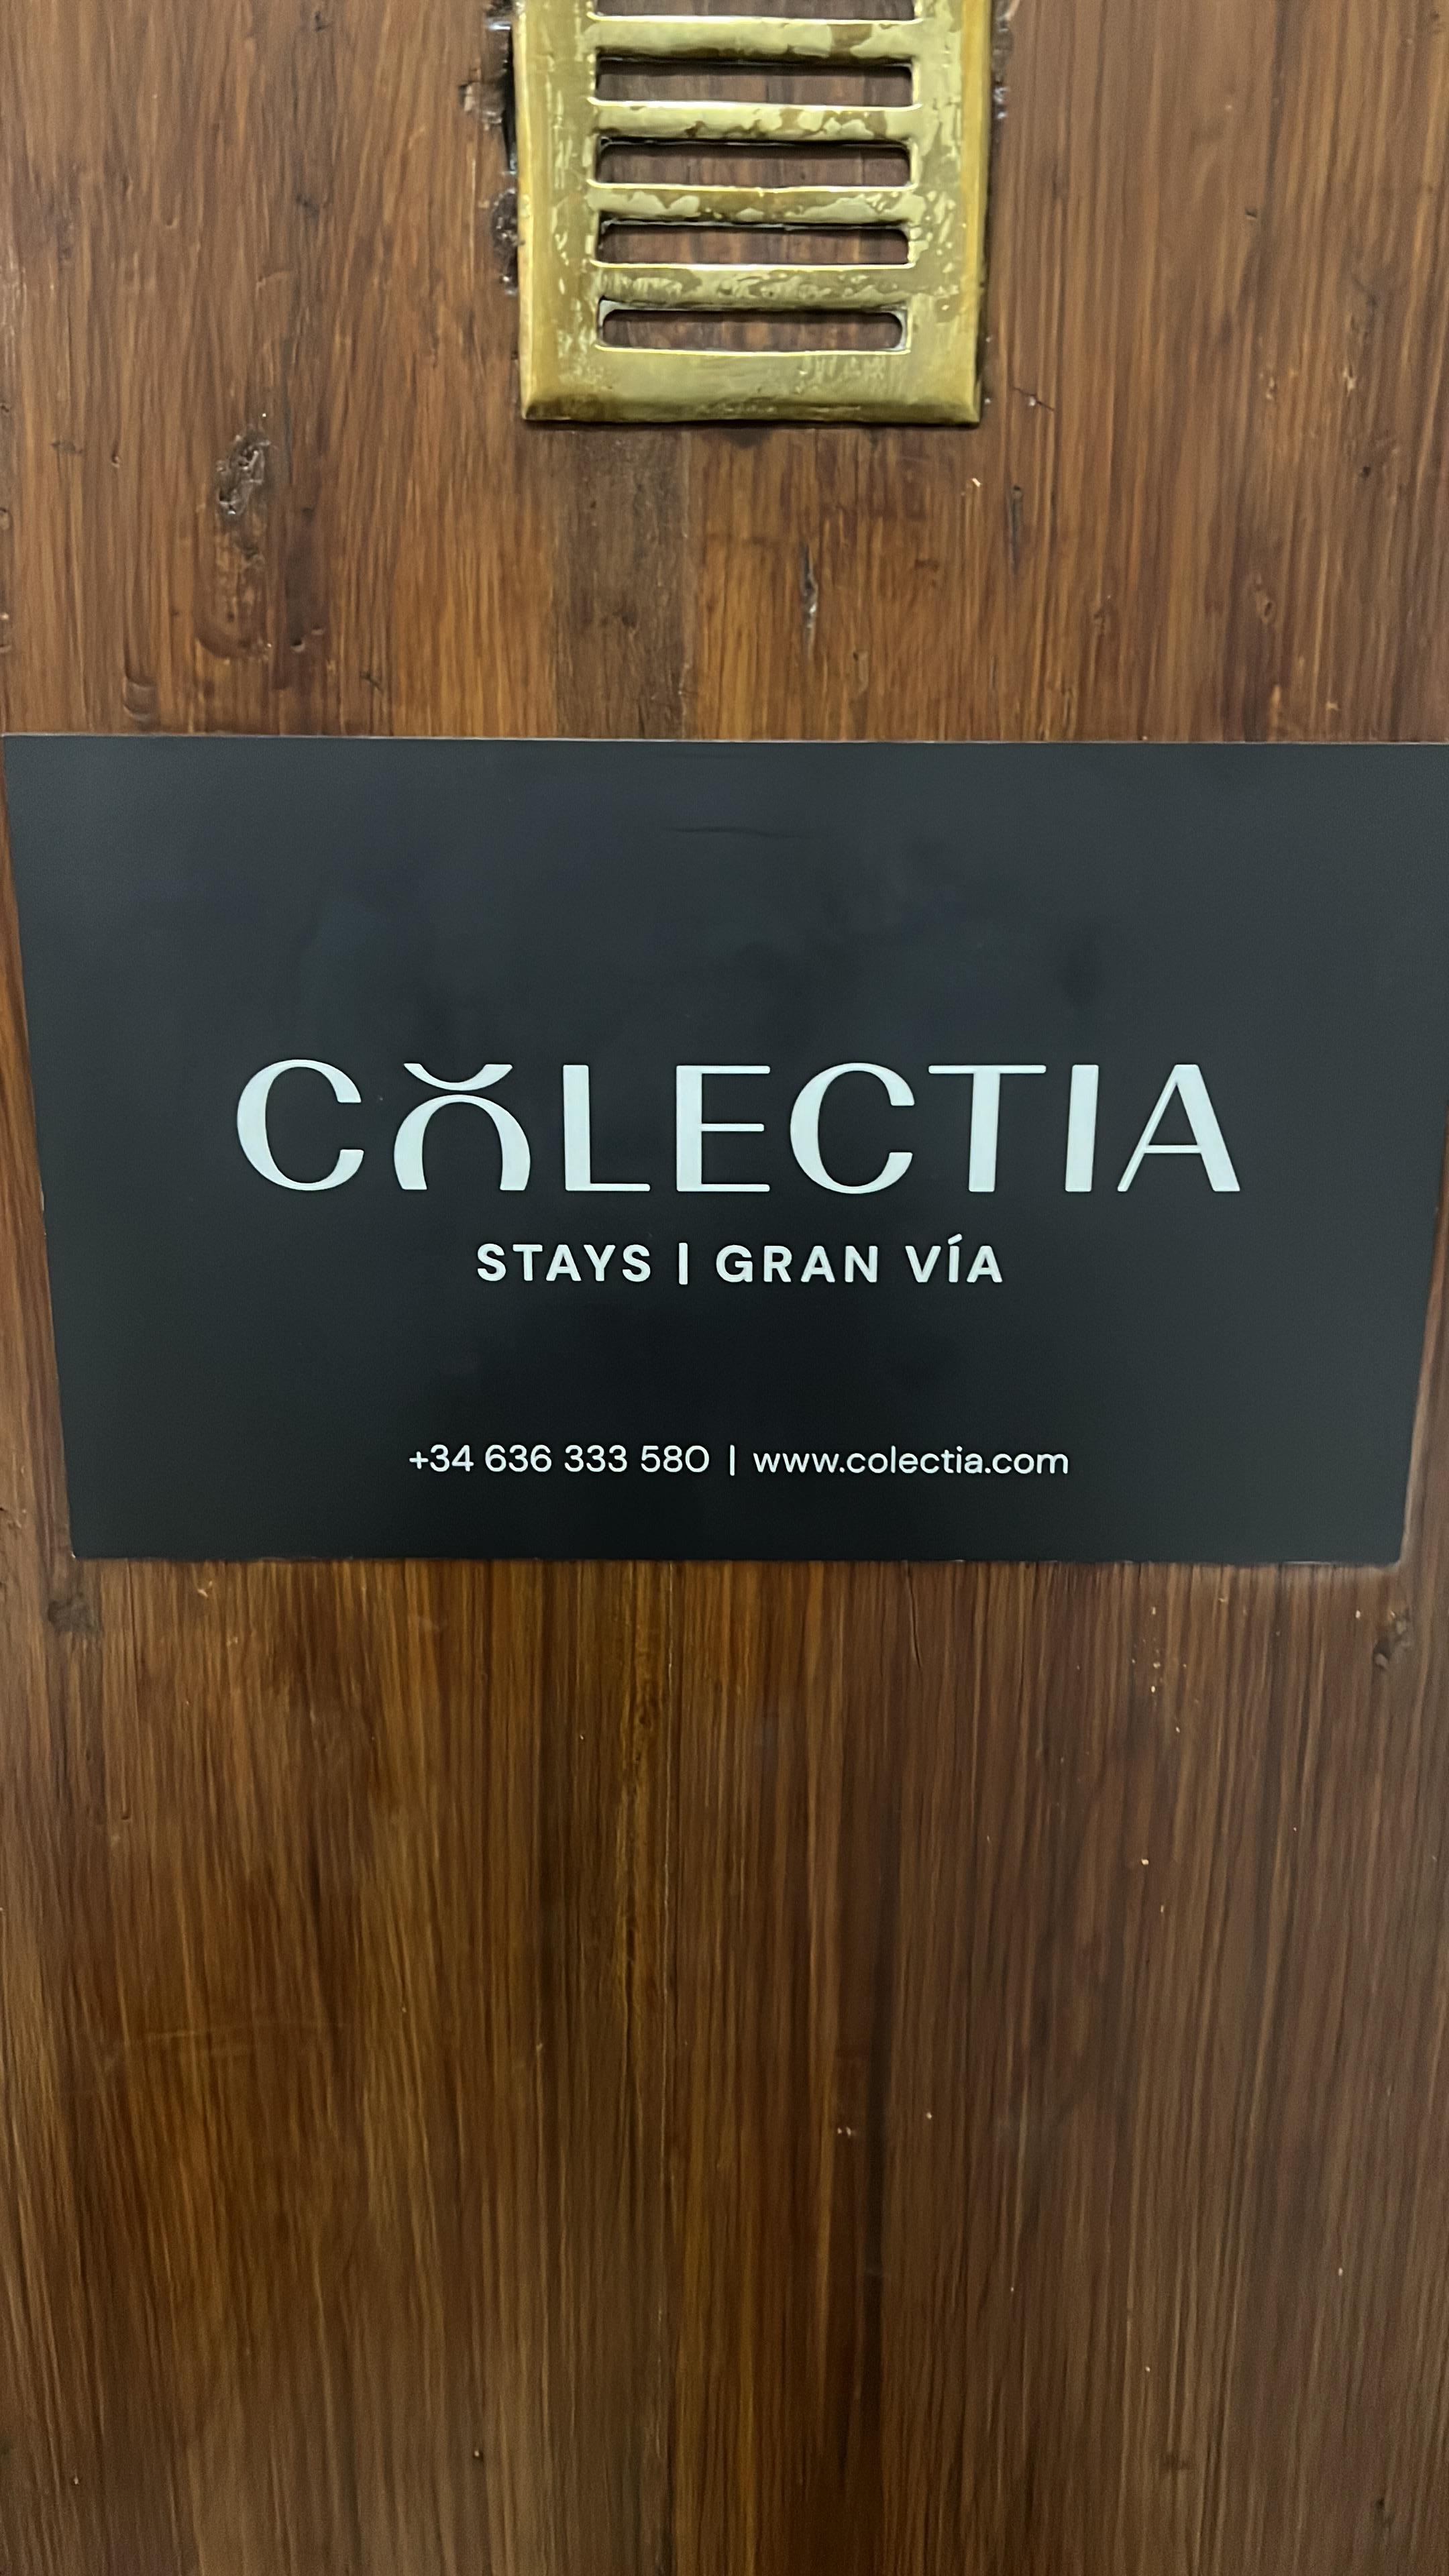 COLECTIA
STAYS | GRAN VÍA
+34 636 333 580 | www.colectia.com